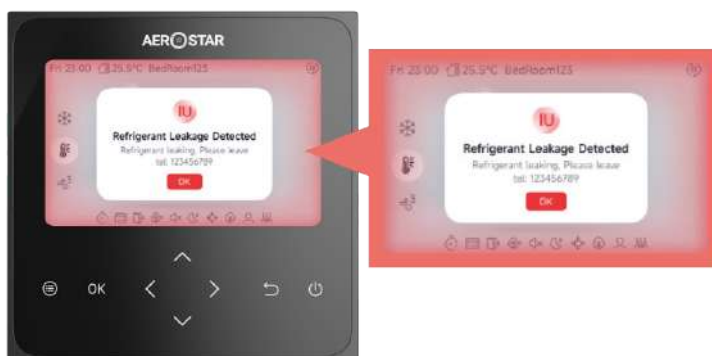 AEROSTAR
Fri 23:00 25.5°C BedRoom123
IU
Refrigerant Leakage Detected
Refrigerant leaking, Please leave
tel: 123456789
OK
OK
Fri 23:00 25.5°C BedRoom123
IU
Refrigerant Leakage Detected
Refrigerant leaking, Please leave
tel: 123456789
OK